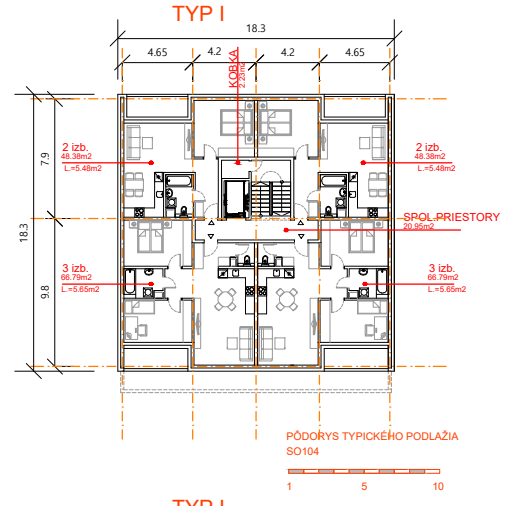 TYP I
18.3
4.65
4.2
4.2
4.65
KOBKA
2.23m2
2 izb.
48.38m2
L.=5.48m2
2 izb.
48.38m2
L.=5.48m2
7.9
18.3
SPOL.PRIESTORY
20.95m2
3 izb.
66.79m2
L.=5.65m2
3 izb.
66.79m2
L.=5.65m2
9.8
PÔDORYS TYPICKÉHO PODLAŽIA
SO104
1 5 10
TYP I